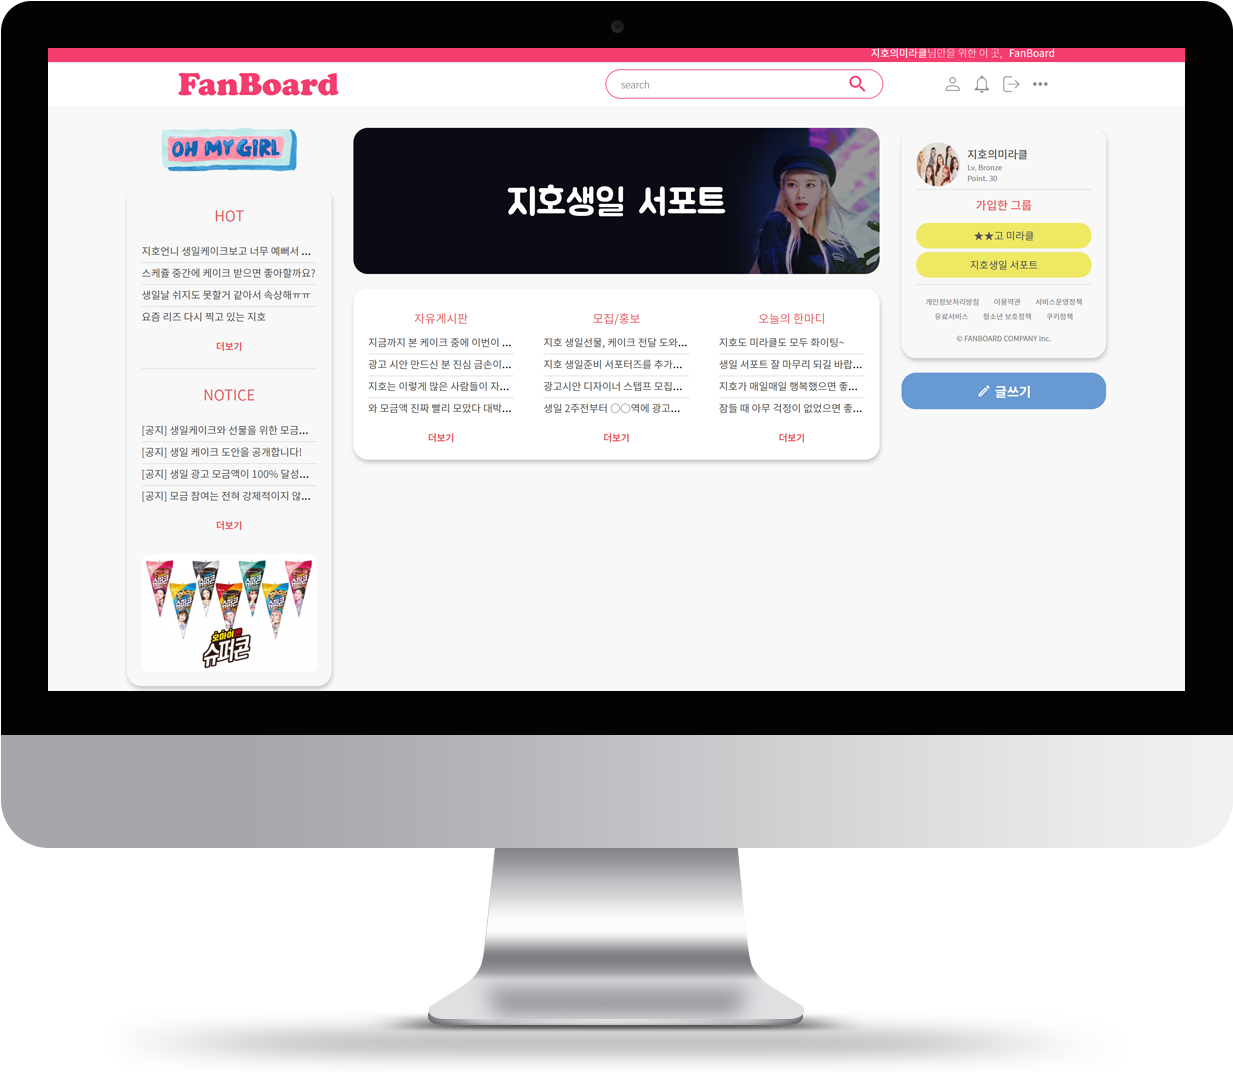 지호의미라클님만을 위한 이 곳, FanBoard
FanBoard
search
OH MY GIRL
HOT
지호언니 생일케이크보고 너무 예뻐서 ...
스케쥴 중간에 케이크 받으면 좋아할까요?
생일날 쉬지도 못할거 같아서 속상해ㅠㅠ
요즘 리즈 다시 찍고 있는 지호
더보기
NOTICE
[공지] 생일케이크와 선물을 위한 모금...
[공지] 생일 케이크 도안을 공개합니다!
[공지] 생일 광고 모금액이 100% 달성...
[공지] 모금 참여는 전혀 강제적이지 않...
더보기
슈퍼콘
지호생일 서포트
자유게시판
지금까지 본 케이크 중에 이번이 ...
광고 시안 만드신 분 진심 금손이...
지호는 이렇게 많은 사람들이 자...
와 모금액 진짜 빨리 모았다 대박...
더보기
모집/홍보
지호 생일선물, 케이크 전달 도와...
지호 생일준비 서포터즈를 추가...
광고시안 디자이너 스텝프 모집...
생일 2주전부터 〇〇역에 광고...
더보기
오늘의 한마디
지호도 미라클도 모두 화이팅~
생일 서포트 잘 마무리 되길 바랍...
지호가 매일매일 행복했으면 좋...
잠들 때 아무 걱정이 없었으면 좋...
더보기
지호의미라클
Lv. Bronze
Point. 30
가입한 그룹
★★고 미라클
지호생일 서포트
개인정보처리방침 이용약관 서비스운영정책
유료서비스 청소년 보호정책 쿠키정책
© FANBOARD COMPANY Inc.
글쓰기